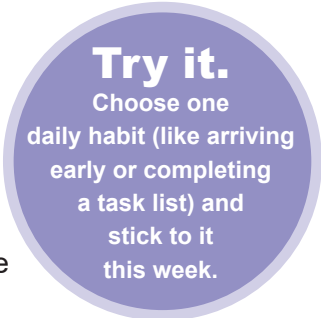 Try it.
Choose one
daily habit (like arriving
early or completing
a task list) and
stick to it
this week.
e